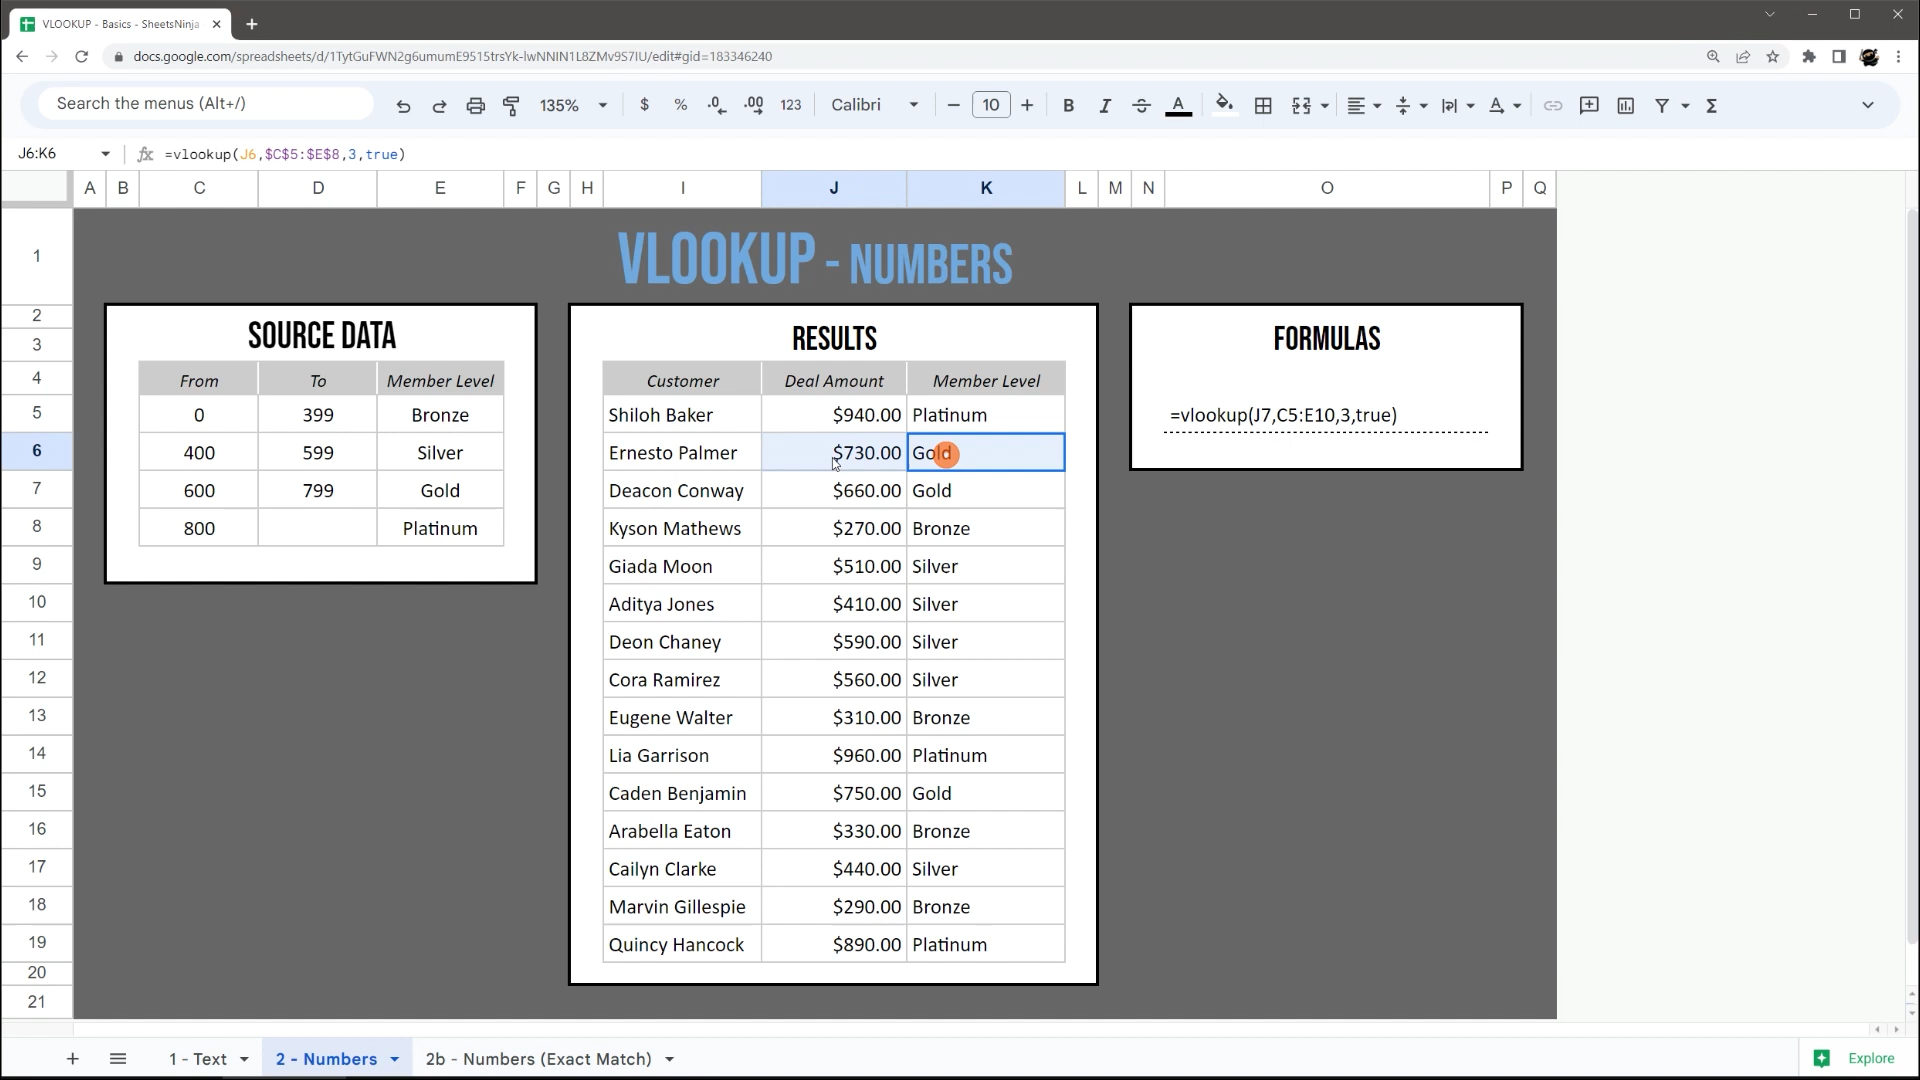 VLOOKUP - Basics - SheetsNinja
docs.google.com/spreadsheets/d/1TytGuFWN2g6umumE9515trsYk-lwNNIN1L8ZMv9S7IU/edit#gid=183346240
Search the menus (Alt+/) 135% $ % .0 .00 123 Calibri 10 B I A
J6:K6 fx =vlookup(J6,$C$5:$E$8,3,true)
A B C D E F G H I J K L M N O P Q
1 VLOOKUP - NUMBERS
2
3 SOURCE DATA RESULTS FORMULAS
4 From To Member Level Customer Deal Amount Member Level
5 0 399 Bronze Shiloh Baker $940.00 Platinum =vlookup(J7,C5:E10,3,true)
6 400 599 Silver Ernesto Palmer $730.00 Gold
7 600 799 Gold Deacon Conway $660.00 Gold
8 800 Platinum Kyson Mathews $270.00 Bronze
9 Giada Moon $510.00 Silver
10 Aditya Jones $410.00 Silver
11 Deon Chaney $590.00 Silver
12 Cora Ramirez $560.00 Silver
13 Eugene Walter $310.00 Bronze
14 Lia Garrison $960.00 Platinum
15 Caden Benjamin $750.00 Gold
16 Arabella Eaton $330.00 Bronze
17 Cailyn Clarke $440.00 Silver
18 Marvin Gillespie $290.00 Bronze
19 Quincy Hancock $890.00 Platinum
20
21
1 - Text 2 - Numbers 2b - Numbers (Exact Match) Explore